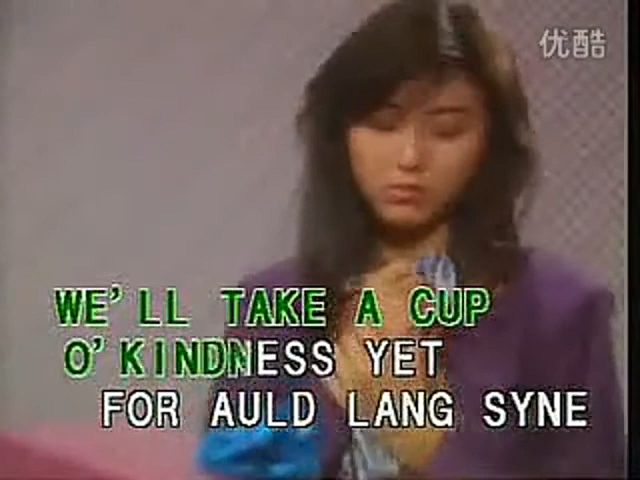 优酷
WE'LL TAKE A CUP
O'KINDNESS YET
FOR AULD LANG SYNE